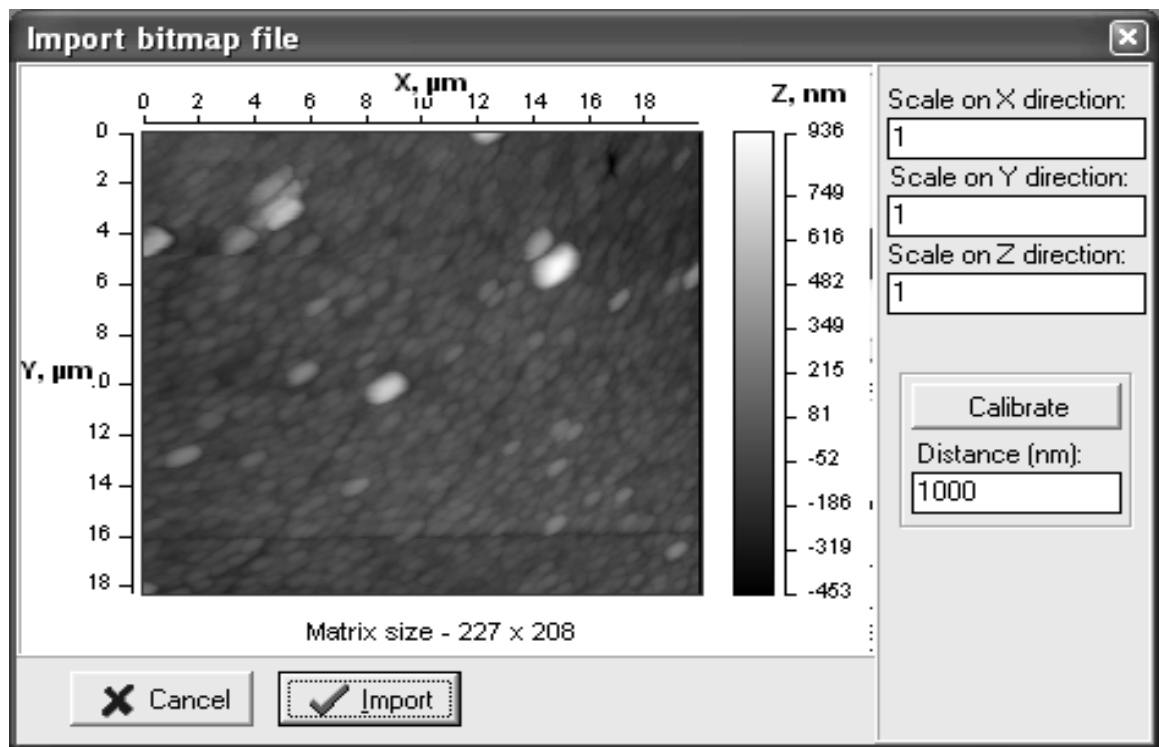 Import bitmap file
X, µm
0 2 4 6 8 10 12 14 16 18
Z, nm
0
2
4
6
8
.0
12
14
16
18
Y, µm
936
749
616
482
349
215
81
-52
-186
-319
-453
Matrix size - 227 x 208
Scale on X direction:
1
Scale on Y direction:
1
Scale on Z direction:
1
Calibrate
Distance (nm):
1000
Cancel
Import